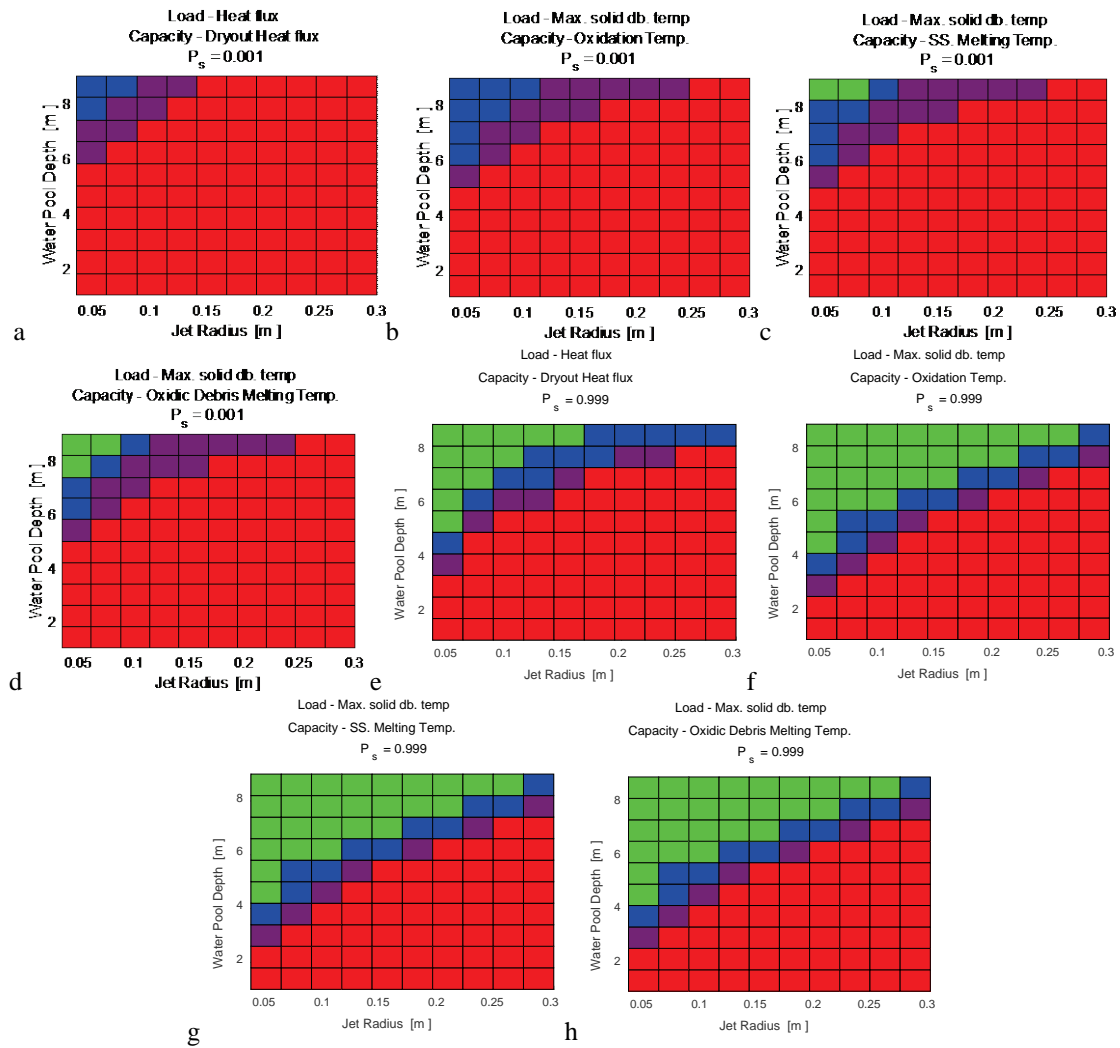 Load - Heat flux
Capacity - Dryout Heat flux
P s = 0.001
Water Pool Depth [m]
8
6
4
2
0.05 0.1 0.15 0.2 0.25 0.3
Jet Radius [m]
a
Load - Max. solid db. temp
Capacity - Oxidation Temp.
P s = 0.001
Water Pool Depth [m]
8
6
4
2
0.05 0.1 0.15 0.2 0.25 0.3
Jet Radius [m]
b
Load - Max. solid db. temp
Capacity - SS. Melting Temp.
P s = 0.001
Water Pool Depth [m]
8
6
4
2
0.05 0.1 0.15 0.2 0.25 0.3
Jet Radius [m]
c
Load - Max. solid db. temp
Capacity - Oxidic Debris Melting Temp.
P s = 0.001
Water Pool Depth [m]
8
6
4
2
0.05 0.1 0.15 0.2 0.25 0.3
Jet Radius [m]
d
Load - Heat flux
Capacity - Dryout Heat flux
P s = 0.999
Water Pool Depth [m]
8
6
4
2
0.05 0.1 0.15 0.2 0.25 0.3
Jet Radius [m]
e
Load - Max. solid db. temp
Capacity - Oxidation Temp.
P s = 0.999
Water Pool Depth [m]
8
6
4
2
0.05 0.1 0.15 0.2 0.25 0.3
Jet Radius [m]
f
Load - Max. solid db. temp
Capacity - SS. Melting Temp.
P s = 0.999
Water Pool Depth [m]
8
6
4
2
0.05 0.1 0.15 0.2 0.25 0.3
Jet Radius [m]
g
Load - Max. solid db. temp
Capacity - Oxidic Debris Melting Temp.
P s = 0.999
Water Pool Depth [m]
8
6
4
2
0.05 0.1 0.15 0.2 0.25 0.3
Jet Radius [m]
h